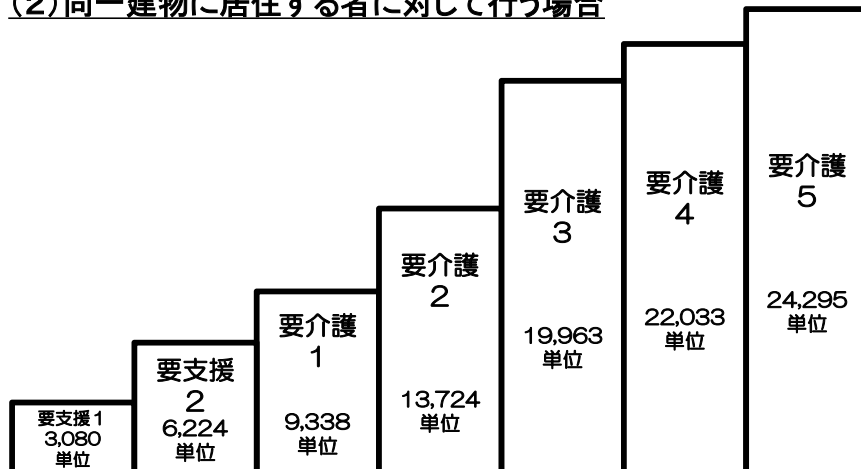 (2)同一建物に居住する者に対して行う場合
要支援1
3,080
単位
要支援
2
6,224
単位
要介護
1
9,338
単位
要介護
2
13,724
単位
要介護
3
19,963
単位
要介護
4
22,033
単位
要介護
5
24,295
単位